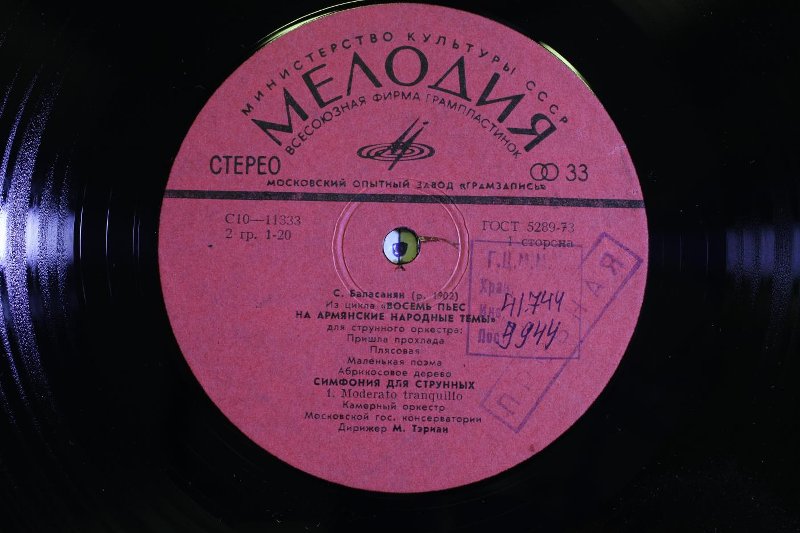 МИНИСТЕРСТВО КУЛЬТУРЫ СССР
МЕЛОДИЯ
ВСЕСОЮЗНАЯ ФИРМА ГРАМПЛАСТИНОК
СТЕРЕО
33
МОСКОВСКИЙ ОПЫТНЫЙ ЗАВОД «ГРАМЗАПИСЬ»
С10—11333
ГОСТ 5289-73
2 гр. 1-20
1 сторона
Г.Ц.М.М.
Хран.
Инв. 41744
9944
С. Баласанян (р. 1902)
Из цикла «ВОСЕМЬ ПЬЕС
НА АРМЯНСКИЕ НАРОДНЫЕ ТЕМЫ»
для струнного оркестра:
Пришла прохлада
Плясовая
Маленькая поэма
Абрикосовое дерево
СИМФОНИЯ ДЛЯ СТРУННЫХ
1. Moderato tranquillo
Камерный оркестр
Московской гос. консерватории
Дирижер М. Тэриан